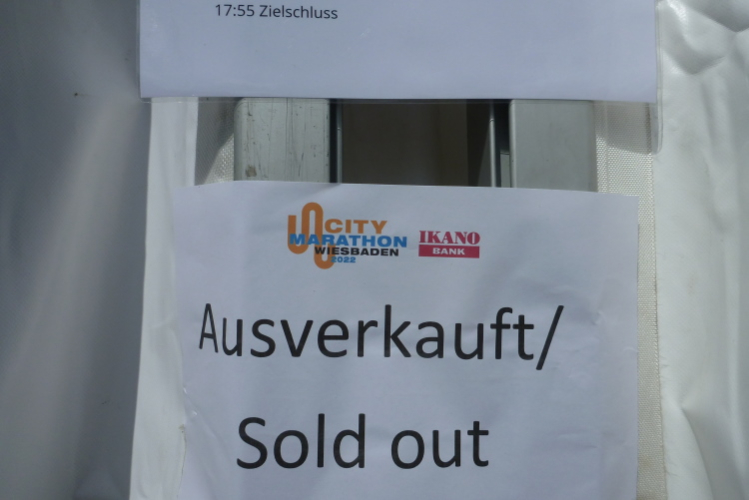 17:55 Zielschluss
CITY
MARATHON
WIESBADEN
2022
IKANO
BANK
Ausverkauft/
Sold out